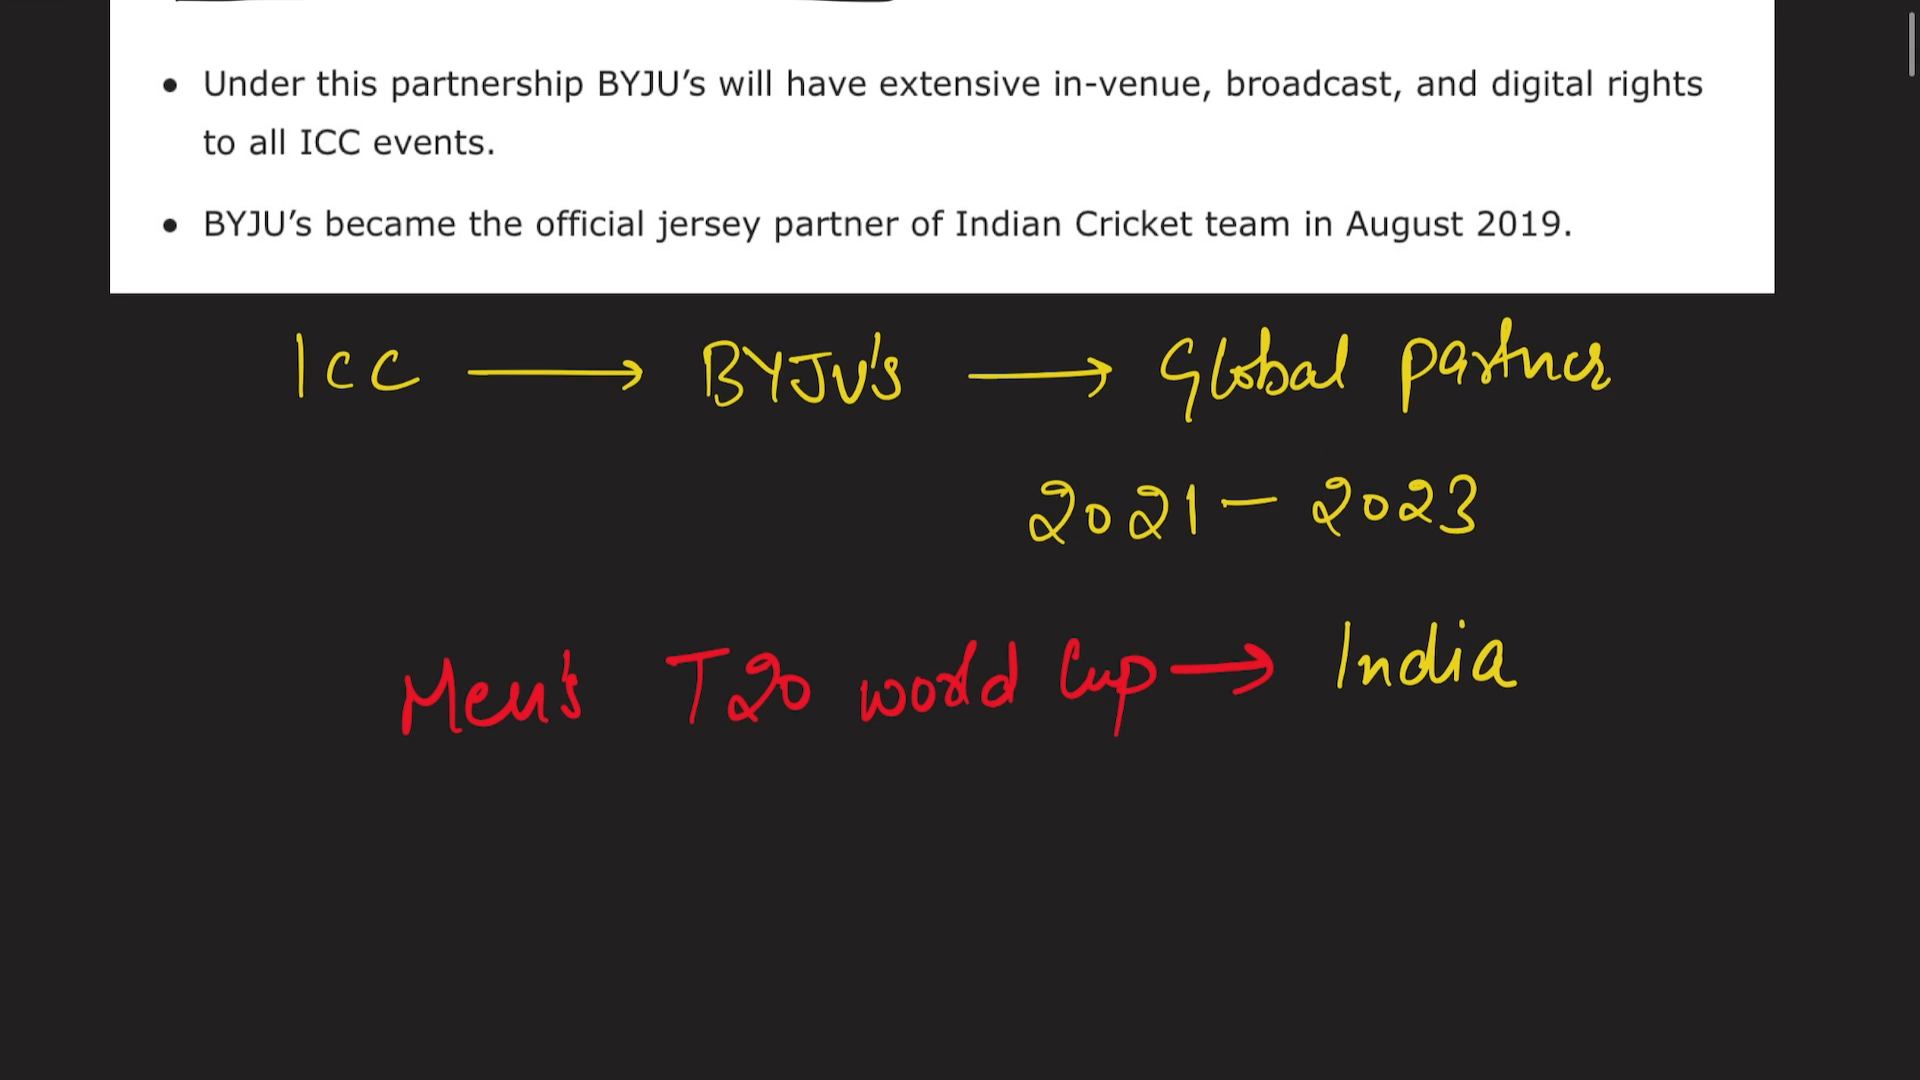 • Under this partnership BYJU’s will have extensive in-venue, broadcast, and digital rights
to all ICC events.
• BYJU’s became the official jersey partner of Indian Cricket team in August 2019.
ICC → BYJU's → Global partner
2021 – 2023
Men's T20 world Cup → India